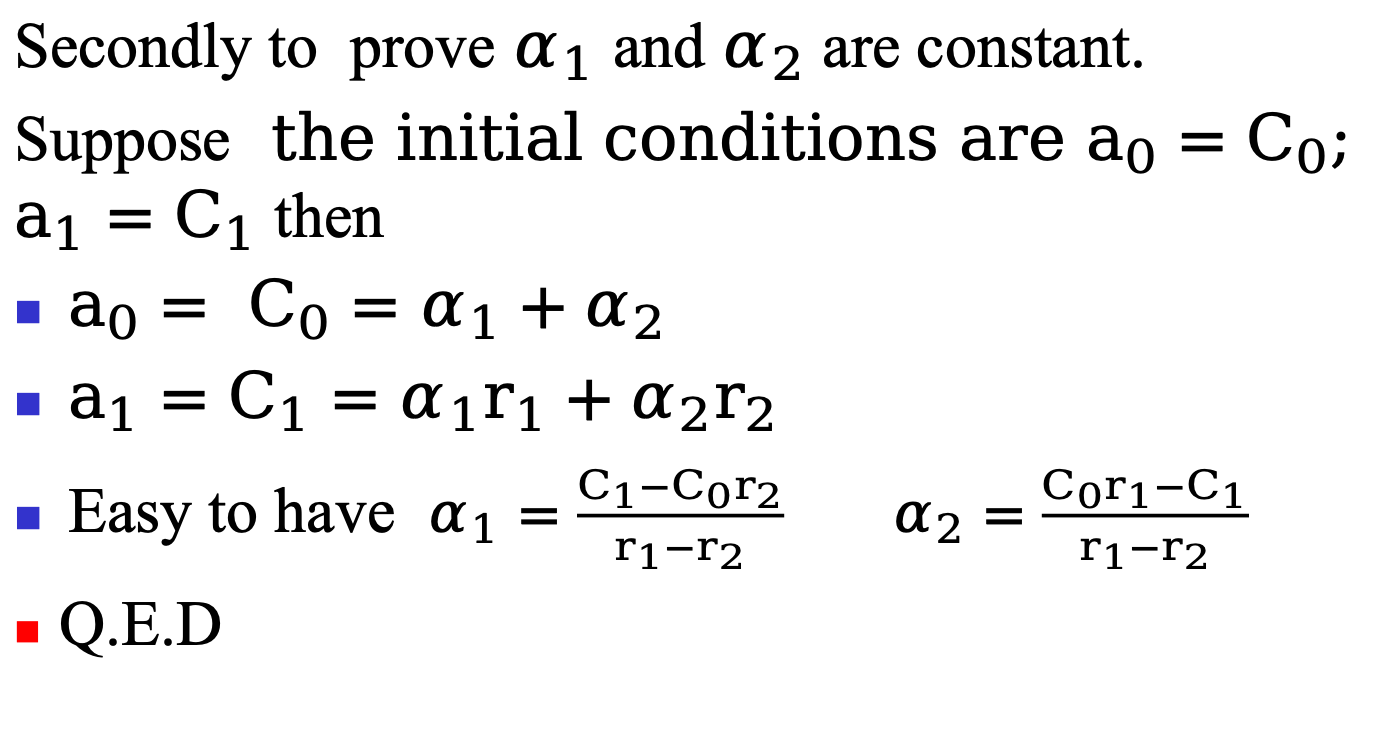 Secondly to prove α₁ and α₂ are constant.
Suppose the initial conditions are a₀ = C₀;
a₁ = C₁ then
▪ a₀ = C₀ = α₁ + α₂
▪ a₁ = C₁ = α₁r₁ + α₂r₂
▪ Easy to have α₁ = (C₁−C₀r₂)/(r₁−r₂) α₂ = (C₀r₁−C₁)/(r₁−r₂)
▪ Q.E.D